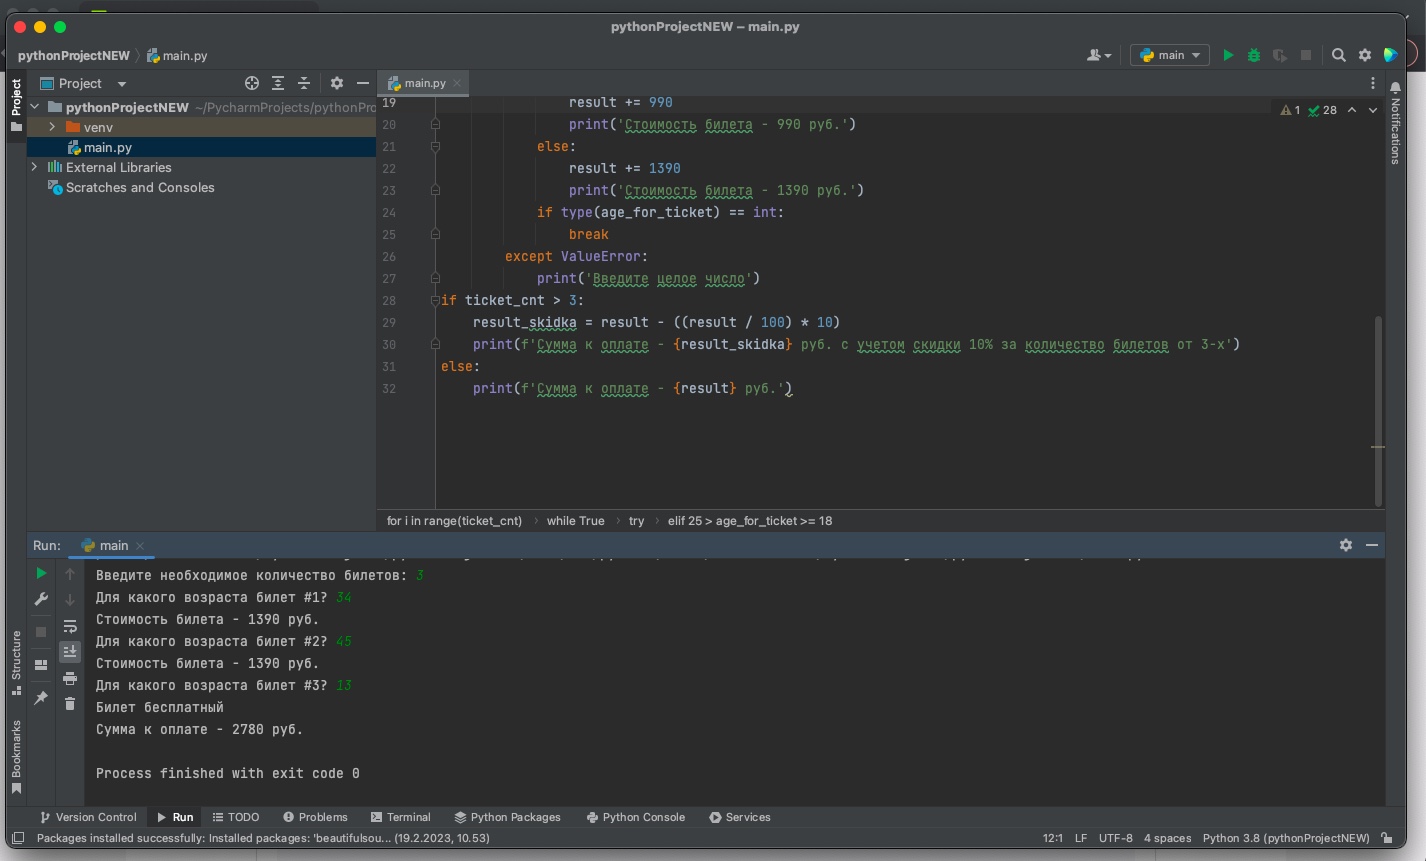 pythonProjectNEW – main.py
pythonProjectNEW
main.py
main
Project
main.py
pythonProjectNEW ~/PycharmProjects/pythonPro
venv
main.py
External Libraries
Scratches and Consoles
Project
Notifications
1 28
19 result += 990
20 print('Стоимость билета - 990 руб.')
21 else:
22 result += 1390
23 print('Стоимость билета - 1390 руб.')
24 if type(age_for_ticket) == int:
25 break
26 except ValueError:
27 print('Введите целое число')
28 if ticket_cnt > 3:
29 result_skidka = result - ((result / 100) * 10)
30 print(f'Сумма к оплате - {result_skidka} руб. с учетом скидки 10% за количество билетов от 3-х')
31 else:
32 print(f'Сумма к оплате - {result} руб.')
for i in range(ticket_cnt) › while True › try › elif 25 > age_for_ticket >= 18
Run: main
Введите необходимое количество билетов: 3
Для какого возраста билет #1? 34
Стоимость билета - 1390 руб.
Для какого возраста билет #2? 45
Стоимость билета - 1390 руб.
Для какого возраста билет #3? 13
Билет бесплатный
Сумма к оплате - 2780 руб.
Process finished with exit code 0
Structure
Bookmarks
Version Control Run TODO Problems Terminal Python Packages Python Console Services
Packages installed successfully: Installed packages: 'beautifulsou... (19.2.2023, 10.53) 12:1 LF UTF-8 4 spaces Python 3.8 (pythonProjectNEW)